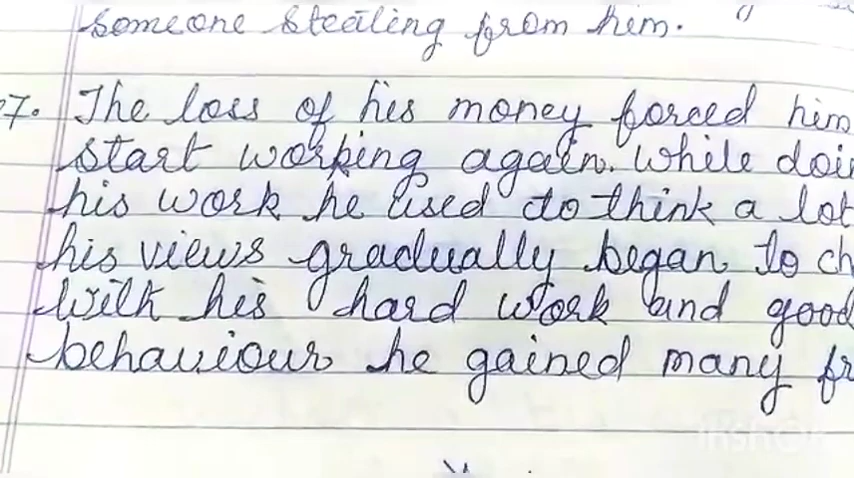 someone stealing from him.
7. The loss of his money forced him
start working again. While doin
his work he used to think a lot
his views gradually began to ch
With his hard work and good
behaviour he gained many fr